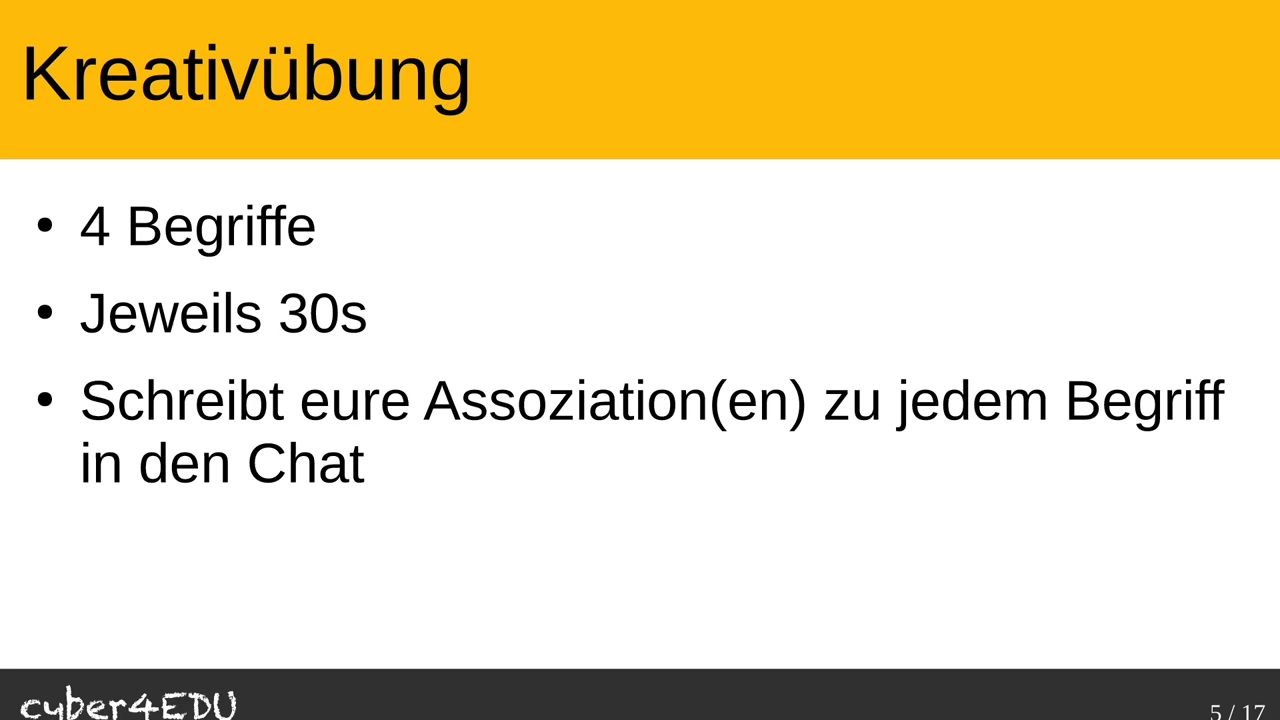 Kreativübung
• 4 Begriffe
• Jeweils 30s
• Schreibt eure Assoziation(en) zu jedem Begriff
in den Chat
cyber4EDU
5 / 17